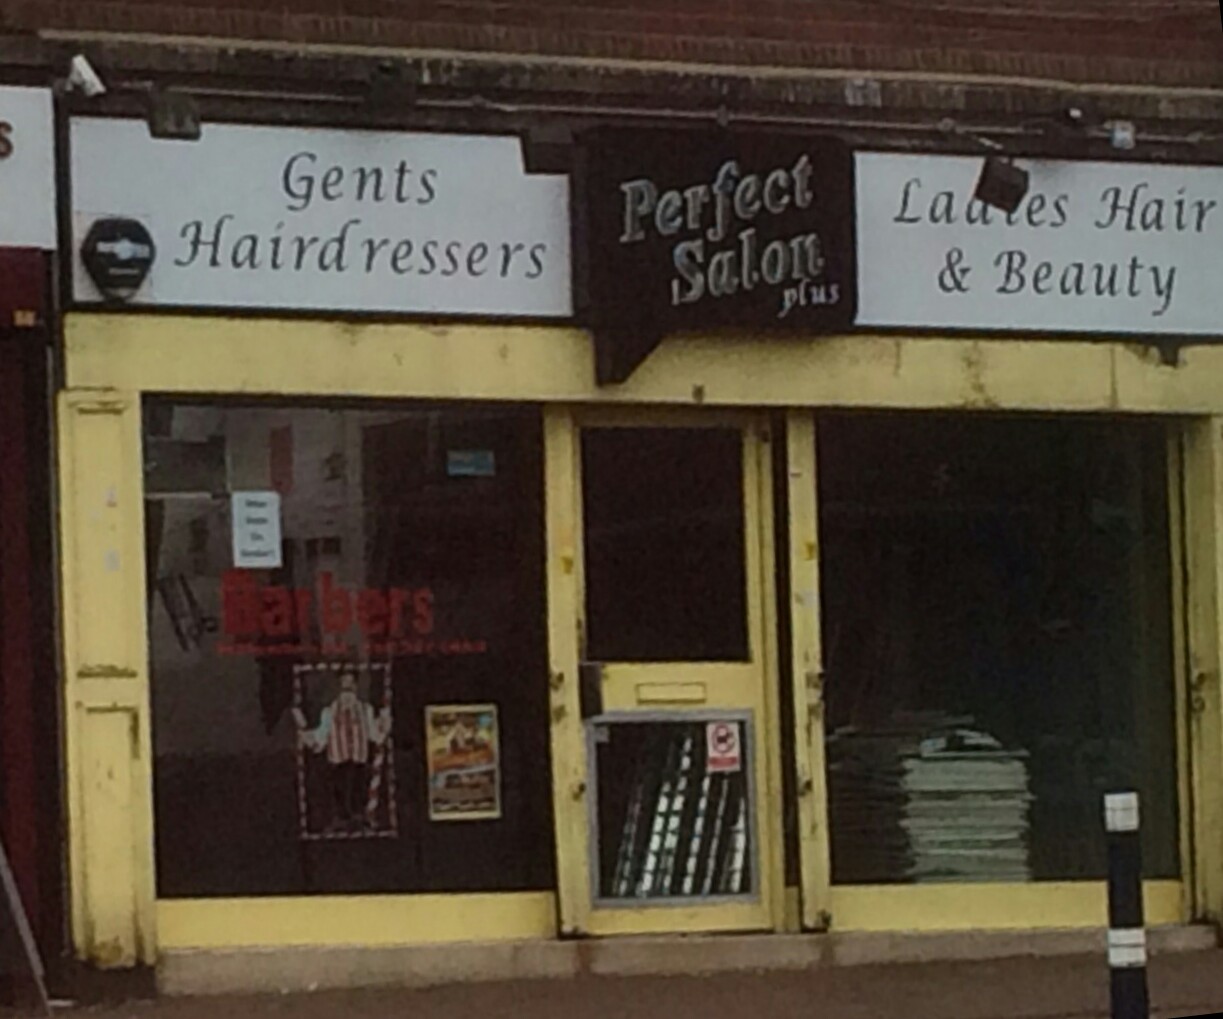 S
Gents
Hairdressers
Perfect
Salon
plus
Ladies Hair
& Beauty
Barbers